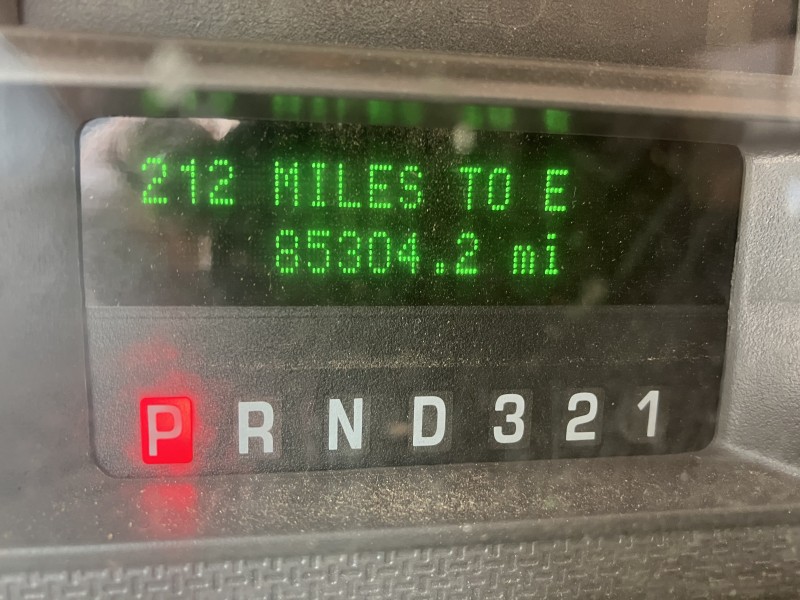 212 MILES TO E
85304.2 mi
P R N D 3 2 1